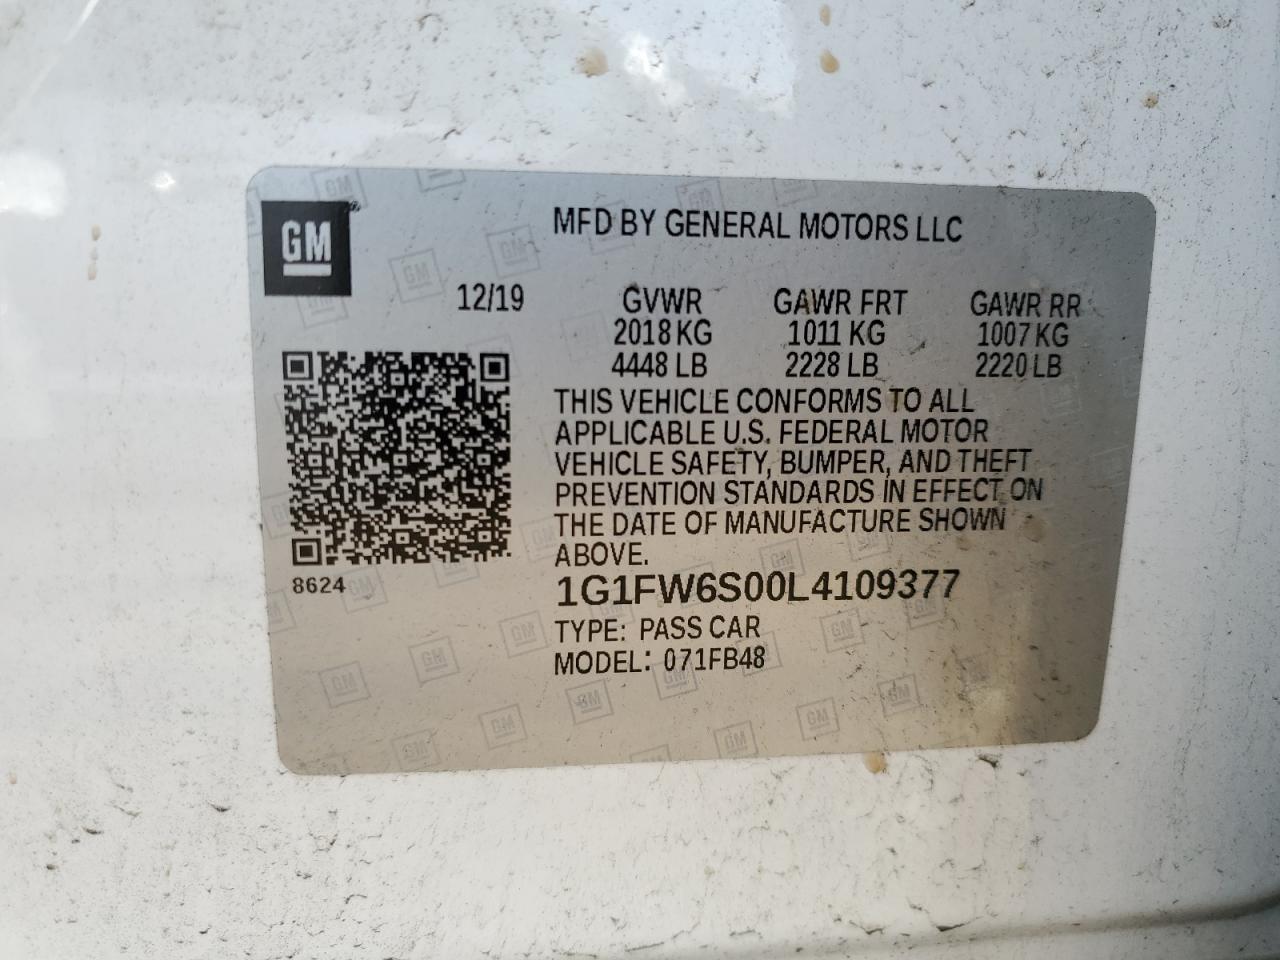 GM
MFD BY GENERAL MOTORS LLC
12/19
GVWR GAWR FRT GAWR RR
2018 KG 1011 KG 1007 KG
4448 LB 2228 LB 2220 LB
THIS VEHICLE CONFORMS TO ALL
APPLICABLE U.S. FEDERAL MOTOR
VEHICLE SAFETY, BUMPER, AND THEFT
PREVENTION STANDARDS IN EFFECT ON
THE DATE OF MANUFACTURE SHOWN
ABOVE.
8624
1G1FW6S00L4109377
TYPE: PASS CAR
MODEL: 071FB48